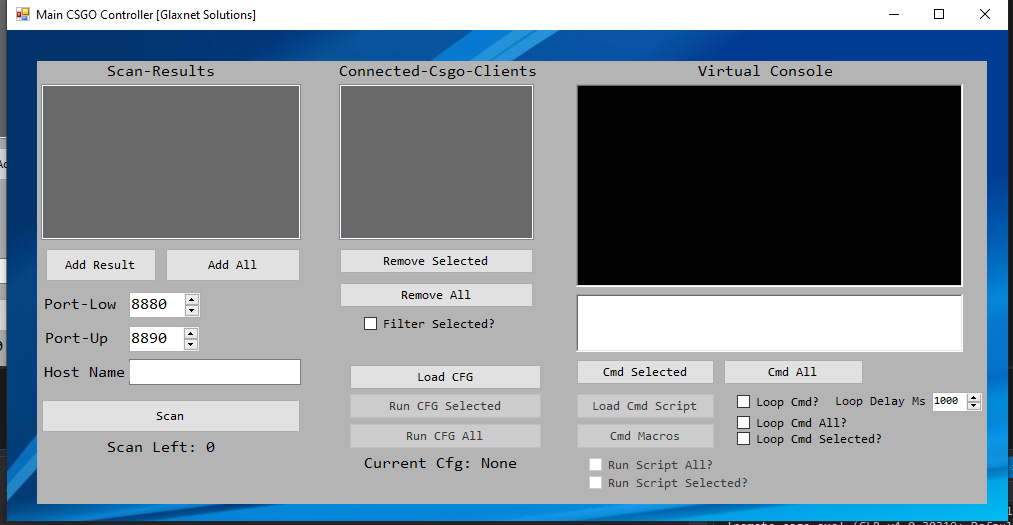 Main CSGO Controller [Glaxnet Solutions]
Scan-Results
Connected-Csgo-Clients
Virtual Console
Add Result
Add All
Port-Low 8880
Port-Up 8890
Host Name
Scan
Scan Left: 0
Remove Selected
Remove All
Filter Selected?
Load CFG
Run CFG Selected
Run CFG All
Current Cfg: None
Cmd Selected
Cmd All
Load Cmd Script
Cmd Macros
Loop Cmd?
Loop Delay Ms 1000
Loop Cmd All?
Loop Cmd Selected?
Run Script All?
Run Script Selected?